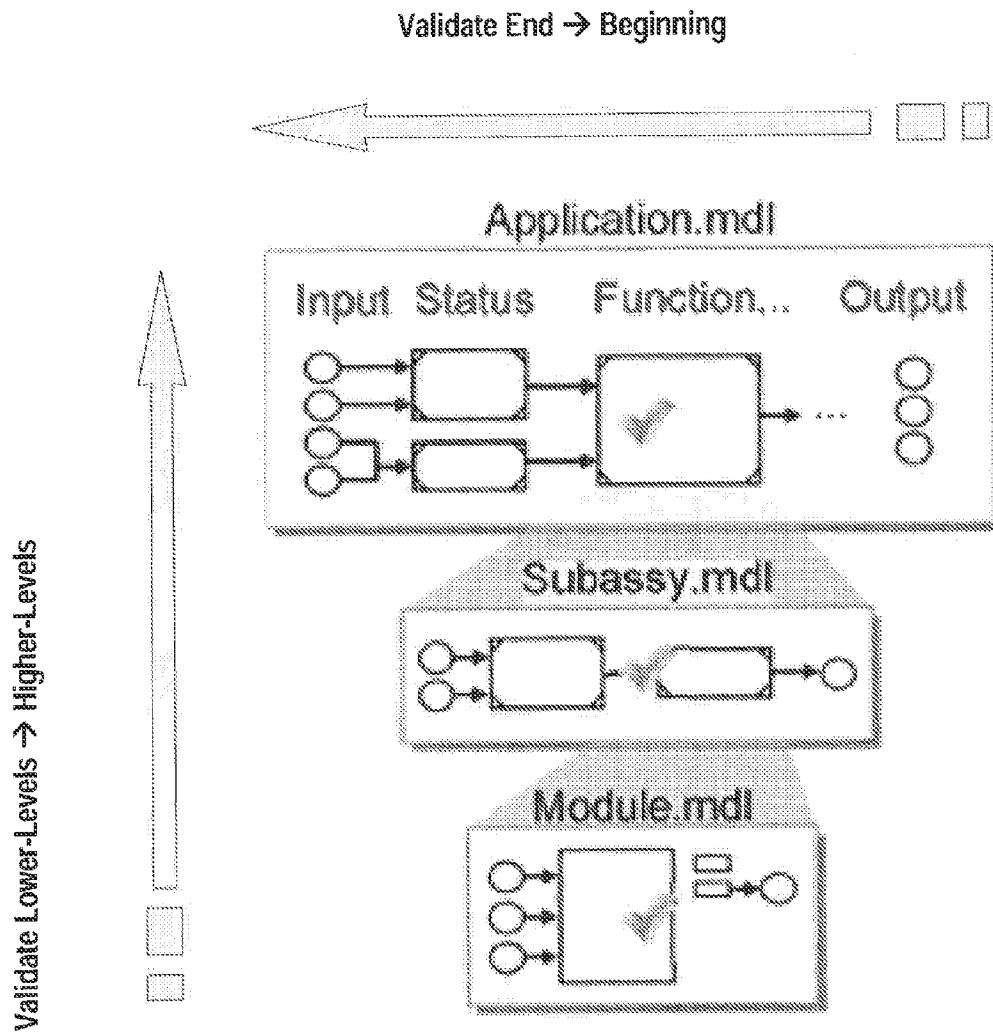 Validate End → Beginning
Application.mdl
Input Status Function... Output
...
Subassy.mdl
Module.mdl
Validate Lower-Levels → Higher-Levels